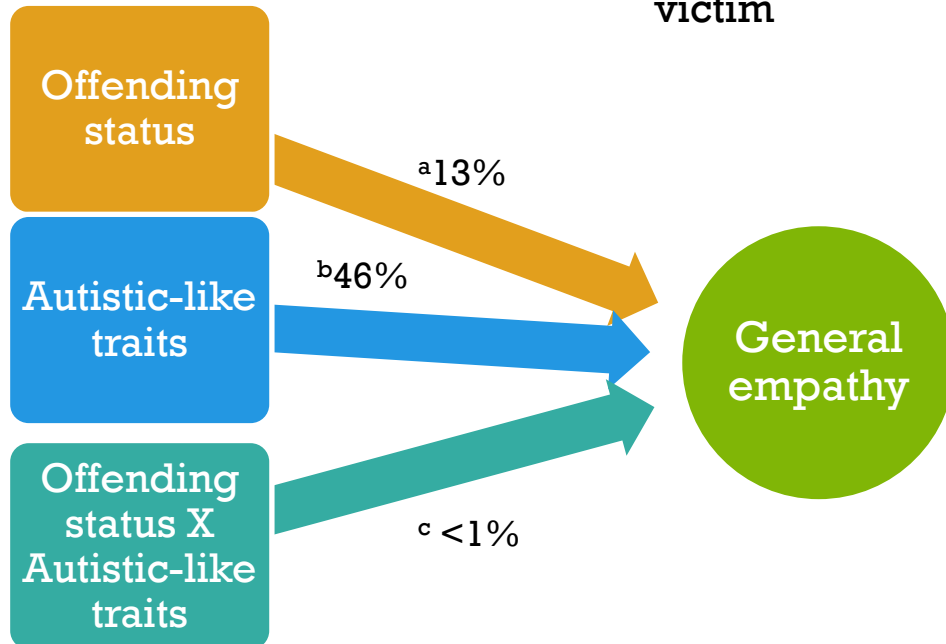 victim
Offending
status
a13%
b46%
Autistic-like
traits
General
empathy
Offending
status X
Autistic-like
traits
c <1%